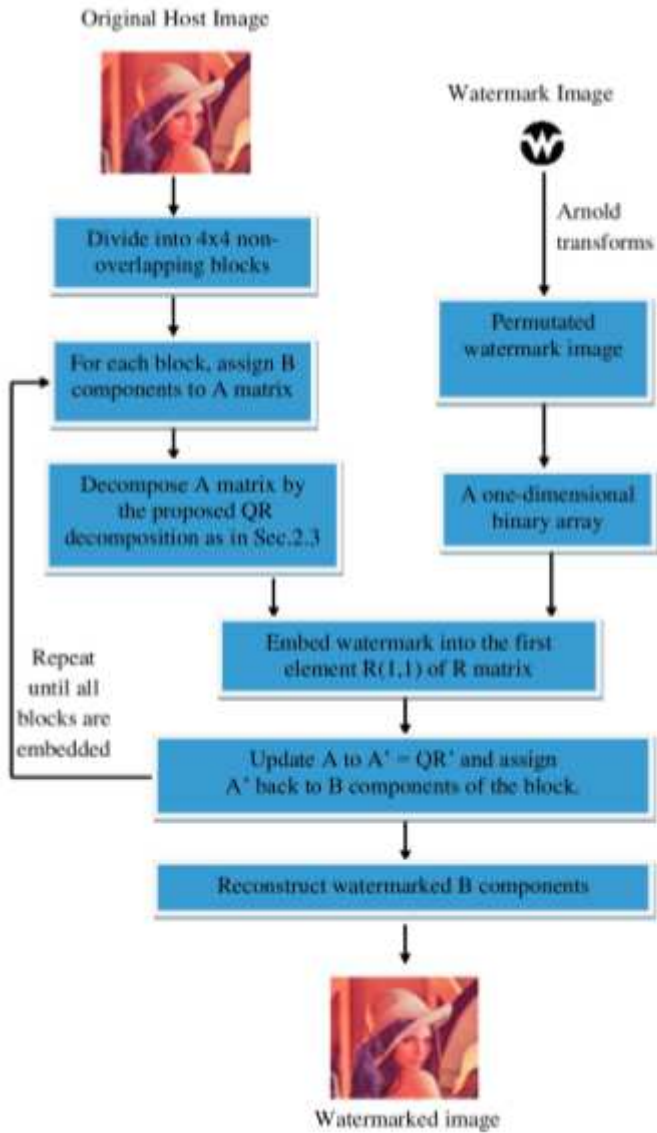 Original Host Image
Watermark Image
W
Arnold
transforms
Divide into 4x4 non-
overlapping blocks
Permutated
watermark image
For each block, assign B
components to A matrix
Decompose A matrix by
the proposed QR
decomposition as in Sec.2.3
A one-dimensional
binary array
Embed watermark into the first
element R(1,1) of R matrix
Repeat
until all
blocks are
embedded
Update A to A' = QR' and assign
A' back to B components of the block.
Reconstruct watermarked B components
Watermarked image